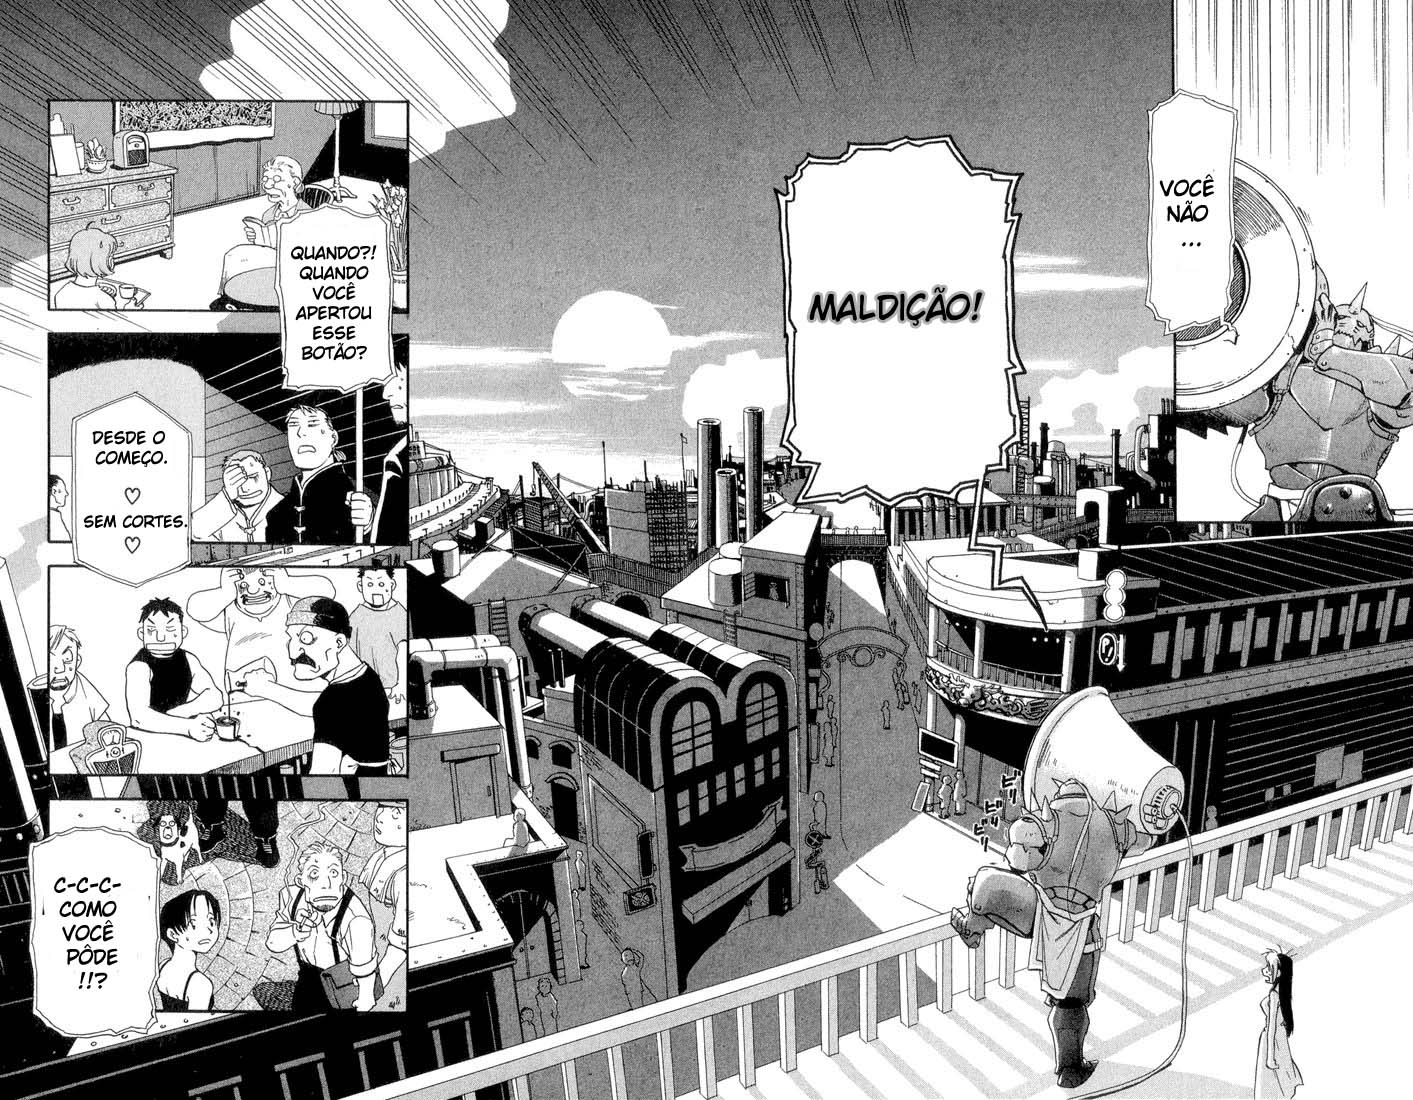 VOCÊ
NÃO
...
MALDIÇÃO!
QUANDO?!
QUANDO
VOCÊ
APERTOU
ESSE
BOTÃO?
DESDE O
COMEÇO.
♡
SEM CORTES.
♡
C-C-C-
COMO
VOCÊ
PÔDE
!!?